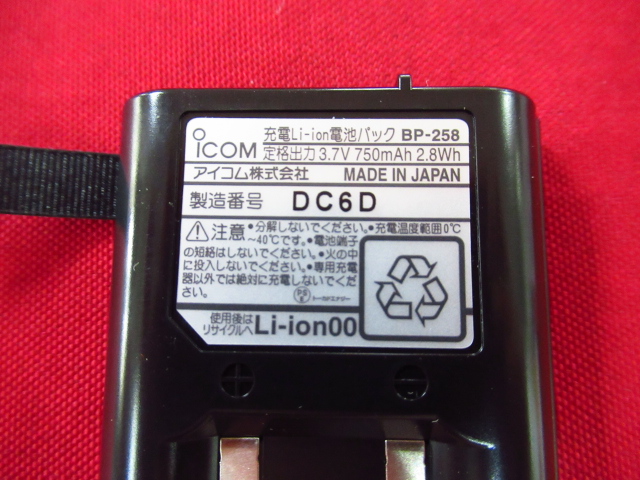 ICOM 充電Li-ion電池パック BP-258
定格出力 3.7V 750mAh 2.8Wh
アイコム株式会社 MADE IN JAPAN
製造番号 DC6D
注意 •分解しないでください。•充電温度範囲0℃
~40℃です。•電池端子
の短絡はしないでください。•火の中
に投入しないでください。•専用充電
器以外では絶対に充電しないでくだ
さい。
PSE
使用後は
リサイクルへ Li-ion00